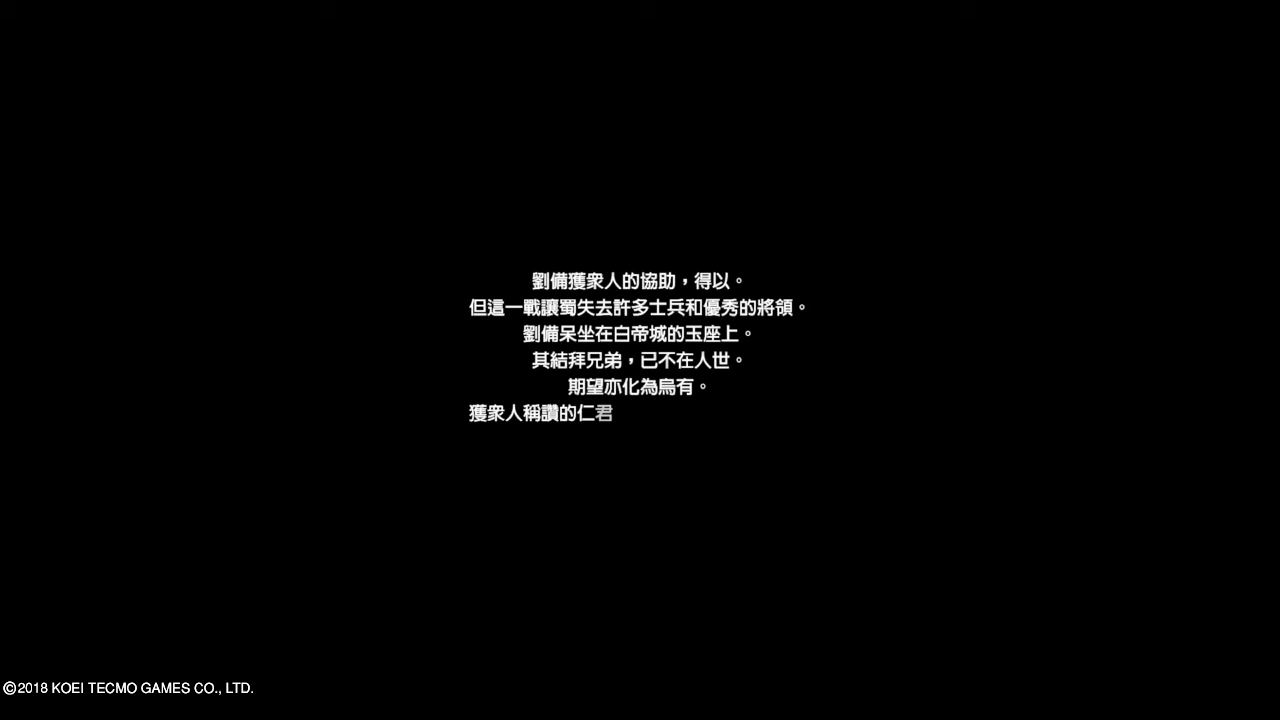 劉備獲衆人的協助，得以。
但這一戰讓蜀失去許多士兵和優秀的將領。
劉備呆坐在白帝城的玉座上。
其結拜兄弟，已不在人世。
期望亦化為烏有。
獲衆人稱讚的仁君
©2018 KOEI TECMO GAMES CO., LTD.